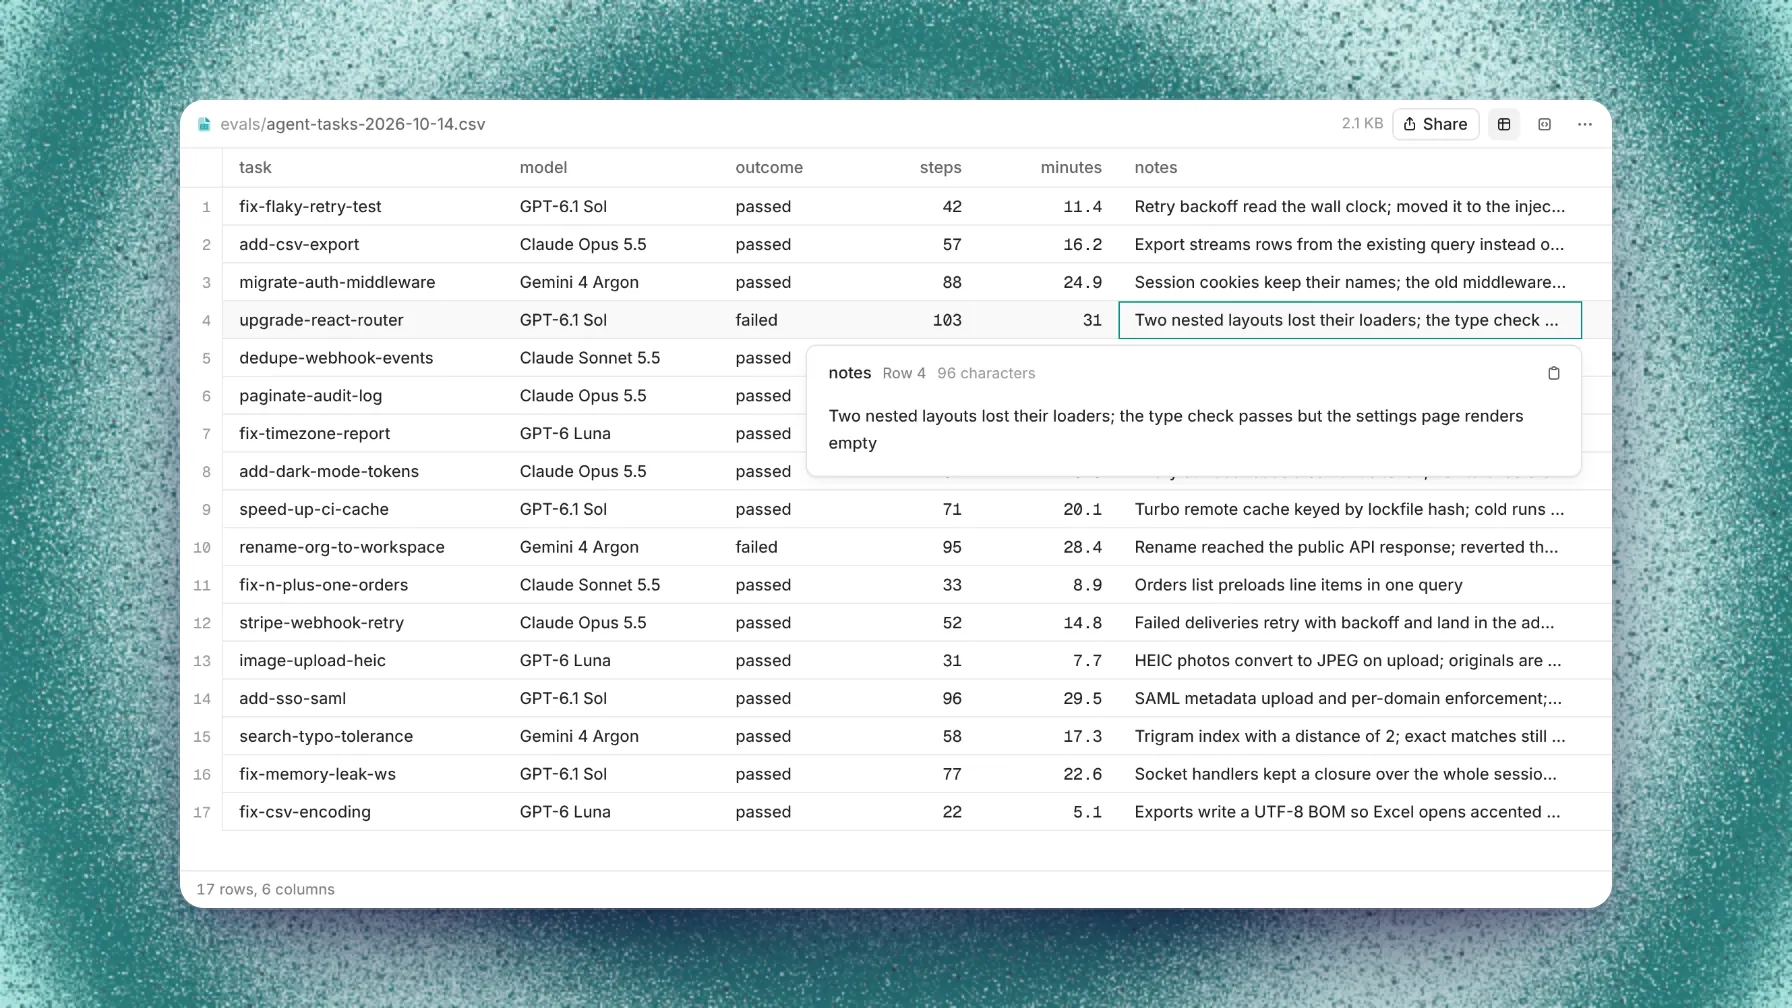 evals/agent-tasks-2026-10-14.csv 2.1 KB Share
task model outcome steps minutes notes
1 fix-flaky-retry-test GPT-6.1 Sol passed 42 11.4 Retry backoff read the wall clock; moved it to the injec...
2 add-csv-export Claude Opus 5.5 passed 57 16.2 Export streams rows from the existing query instead o...
3 migrate-auth-middleware Gemini 4 Argon passed 88 24.9 Session cookies keep their names; the old middleware...
4 upgrade-react-router GPT-6.1 Sol failed 103 31 Two nested layouts lost their loaders; the type check ...
5 dedupe-webhook-events Claude Sonnet 5.5 passed
notes Row 4 96 characters
6 paginate-audit-log Claude Opus 5.5 passed
Two nested layouts lost their loaders; the type check passes but the settings page renders
7 fix-timezone-report GPT-6 Luna passed
empty
8 add-dark-mode-tokens Claude Opus 5.5 passed
9 speed-up-ci-cache GPT-6.1 Sol passed 71 20.1 Turbo remote cache keyed by lockfile hash; cold runs ...
10 rename-org-to-workspace Gemini 4 Argon failed 95 28.4 Rename reached the public API response; reverted th...
11 fix-n-plus-one-orders Claude Sonnet 5.5 passed 33 8.9 Orders list preloads line items in one query
12 stripe-webhook-retry Claude Opus 5.5 passed 52 14.8 Failed deliveries retry with backoff and land in the ad...
13 image-upload-heic GPT-6 Luna passed 31 7.7 HEIC photos convert to JPEG on upload; originals are ...
14 add-sso-saml GPT-6.1 Sol passed 96 29.5 SAML metadata upload and per-domain enforcement;...
15 search-typo-tolerance Gemini 4 Argon passed 58 17.3 Trigram index with a distance of 2; exact matches still ...
16 fix-memory-leak-ws GPT-6.1 Sol passed 77 22.6 Socket handlers kept a closure over the whole sessio...
17 fix-csv-encoding GPT-6 Luna passed 22 5.1 Exports write a UTF-8 BOM so Excel opens accented ...
17 rows, 6 columns